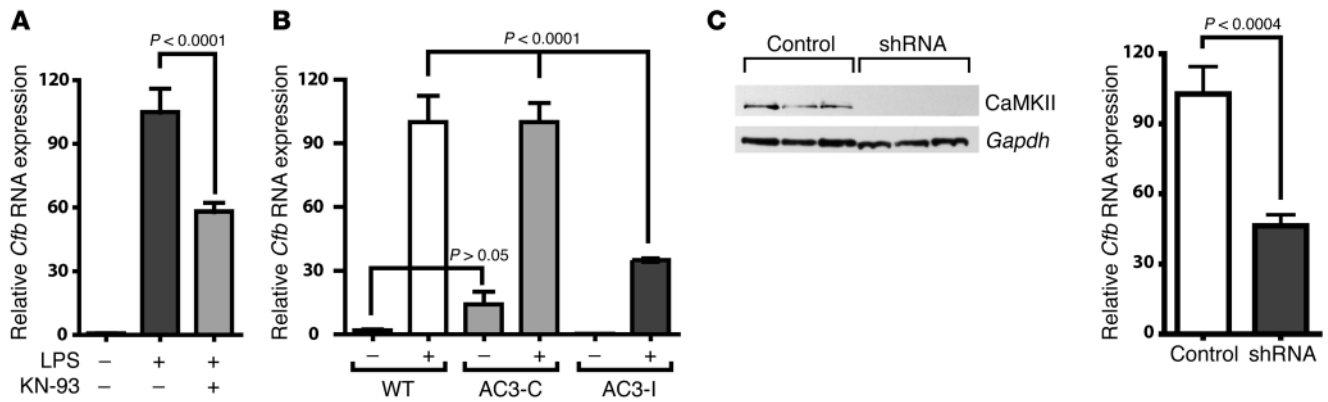 A
P < 0.0001
Relative Cfb RNA expression
120
90
60
30
0
LPS – + +
KN-93 – – +
B
P < 0.0001
P > 0.05
Relative Cfb RNA expression
120
90
60
30
0
– + – + – +
WT AC3-C AC3-I
C
Control shRNA
CaMKII
Gapdh
P < 0.0004
Relative Cfb RNA expression
120
90
60
30
0
Control shRNA